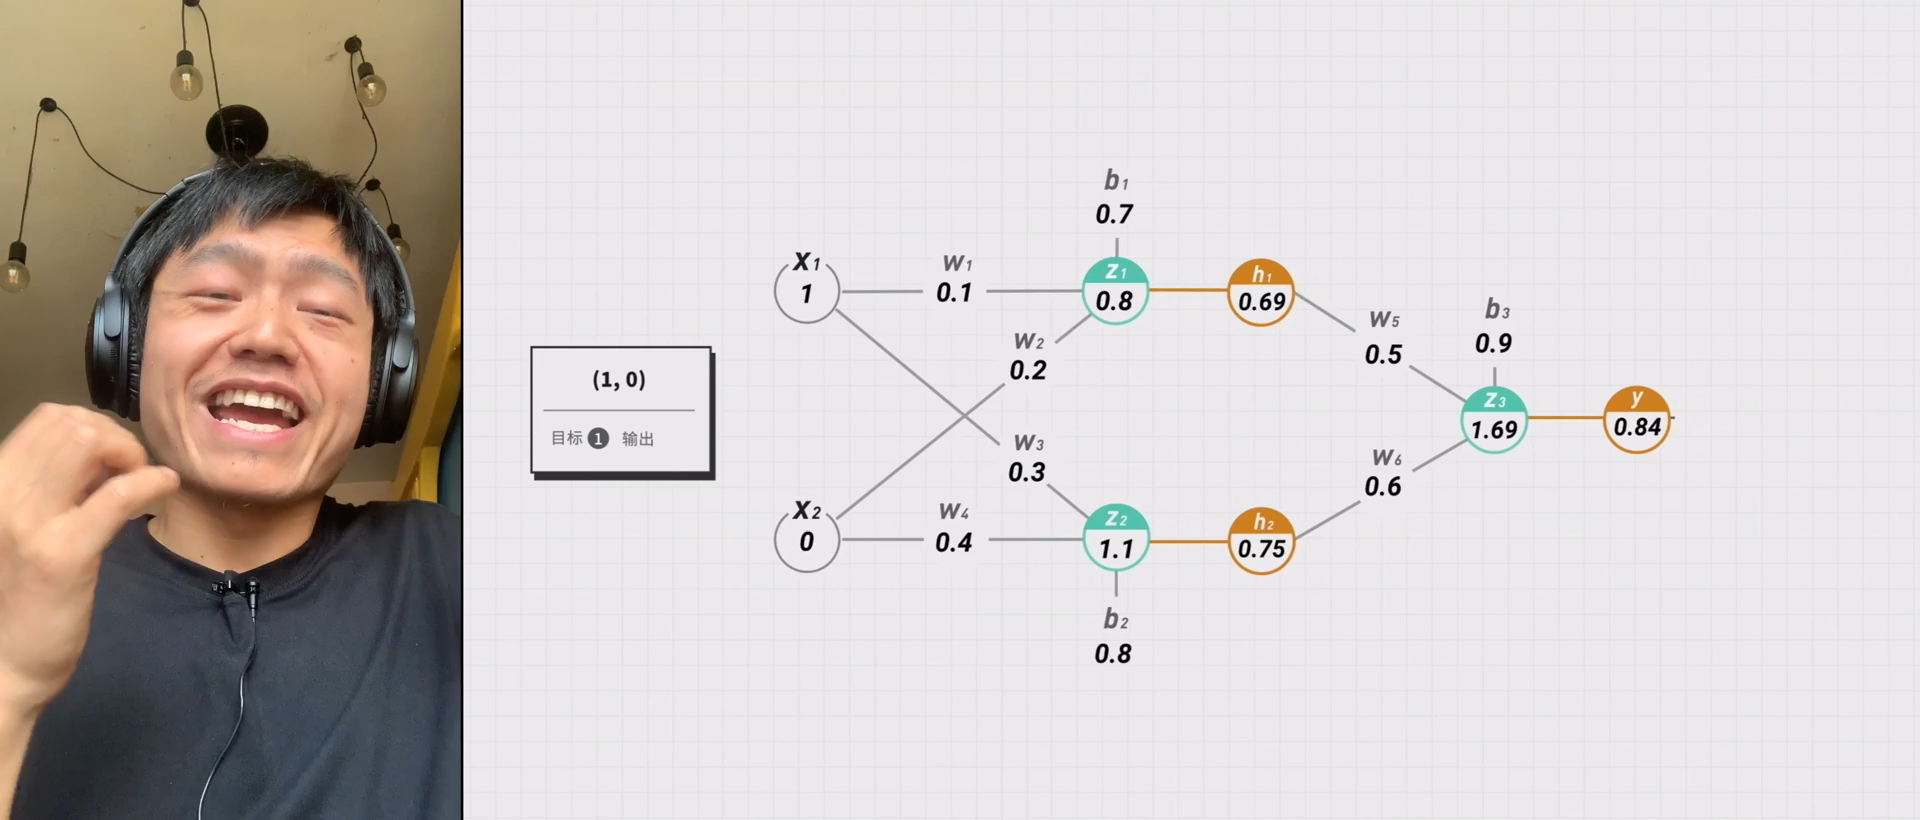 b1
0.7
X1
1
W1
0.1
Z1
0.8
h1
0.69
W2
0.2
W5
0.5
b3
0.9
(1, 0)
目标 1 输出
Z3
1.69
y
0.84
W3
0.3
W6
0.6
X2
0
W4
0.4
Z2
1.1
h2
0.75
b2
0.8